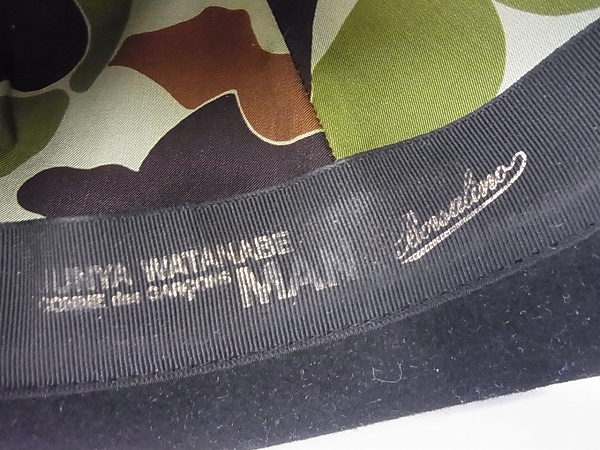 JUNYA WATANABE
COMME des GARÇONS MAN
Borsalino